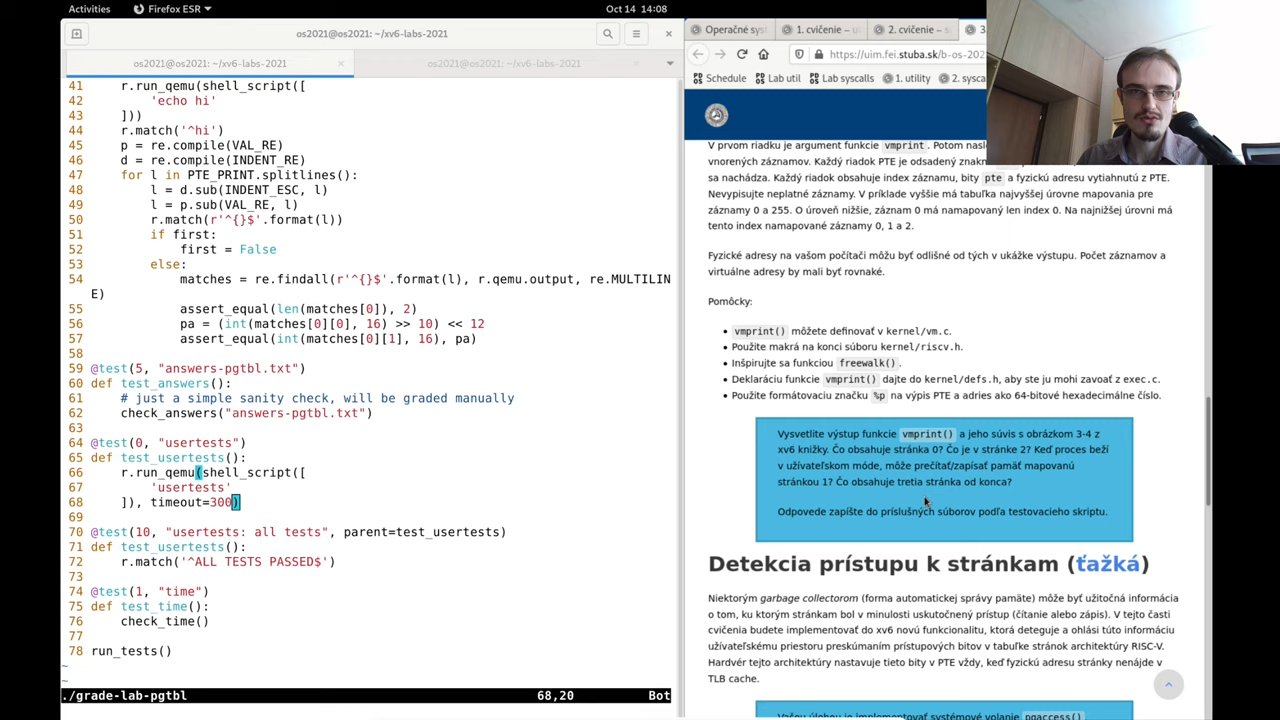 Activities
Firefox ESR
Oct 14 14:08
os2021@os2021: ~/xv6-labs-2021
os2021@os2021: ~/xv6-labs-2021
os2021@os2021: ~/xv6-labs-2021
41 r.run_qemu(shell_script([
42 'echo hi'
43 ]))
44 r.match('^hi')
45 p = re.compile(VAL_RE)
46 d = re.compile(INDENT_RE)
47 for l in PTE_PRINT.splitlines():
48 l = d.sub(INDENT_ESC, l)
49 l = p.sub(VAL_RE, l)
50 r.match(r'^{}$'.format(l))
51 if first:
52 first = False
53 else:
54 matches = re.findall(r'^{}$'.format(l), r.qemu.output, re.MULTILIN
E)
55 assert_equal(len(matches[0]), 2)
56 pa = (int(matches[0][0], 16) >> 10) << 12
57 assert_equal(int(matches[0][1], 16), pa)
58
59 @test(5, "answers-pgtbl.txt")
60 def test_answers():
61 # just a simple sanity check, will be graded manually
62 check_answers("answers-pgtbl.txt")
63
64 @test(0, "usertests")
65 def test_usertests():
66 r.run_qemu(shell_script([
67 'usertests'
68 ]), timeout=300)
69
70 @test(10, "usertests: all tests", parent=test_usertests)
71 def test_usertests():
72 r.match('^ALL TESTS PASSED$')
73
74 @test(1, "time")
75 def test_time():
76 check_time()
77
78 run_tests()
~
~
./grade-lab-pgtbl 68,20 Bot
Operačné sys
1. cvičenie – u
2. cvičenie – s
3
https://uim.fei.stuba.sk/b-os-202
Schedule
Lab util
Lab syscalls
1. utility
2. sysca
V prvom riadku je argument funkcie vmprint. Potom nasl
vnorených záznamov. Každý riadok PTE je odsadený znakm
sa nachádza. Každý riadok obsahuje index záznamu, bity pte a fyzickú adresu vytiahnutú z PTE.
Nevypisujte neplatné záznamy. V príklade vyššie má tabuľka najvyššej úrovne mapovania pre
záznamy 0 a 255. O úroveň nižšie, záznam 0 má namapovaný len index 0. Na najnižšej úrovni má
tento index namapované záznamy 0, 1 a 2.
Fyzické adresy na vašom počítači môžu byť odlišné od tých v ukážke výstupu. Počet záznamov a
virtuálne adresy by mali byť rovnaké.
Pomôcky:
• vmprint() môžete definovať v kernel/vm.c.
• Použite makrá na konci súboru kernel/riscv.h.
• Inšpirujte sa funkciou freewalk().
• Deklaráciu funkcie vmprint() dajte do kernel/defs.h, aby ste ju mohi zavoať z exec.c.
• Použite formátovaciu značku %p na výpis PTE a adries ako 64-bitové hexadecimálne číslo.
Vysvetlite výstup funkcie vmprint() a jeho súvis s obrázkom 3-4 z
xv6 knižky. Čo obsahuje stránka 0? Čo je v stránke 2? Keď proces beží
v užívateľskom móde, môže prečítať/zapísať pamäť mapovanú
stránkou 1? Čo obsahuje tretia stránka od konca?
Odpovede zapíšte do príslušných súborov podľa testovacieho skriptu.
Detekcia prístupu k stránkam (ťažká)
Niektorým garbage collectorom (forma automatickej správy pamäte) môže byť užitočná informácia
o tom, ku ktorým stránkam bol v minulosti uskutočnený prístup (čítanie alebo zápis). V tejto časti
cvičenia budete implementovať do xv6 novú funkcionalitu, ktorá deteguje a ohlási túto informáciu
užívateľskému priestoru preskúmaním prístupových bitov v tabuľke stránok architektúry RISC-V.
Hardvér tejto architektúry nastavuje tieto bity v PTE vždy, keď fyzickú adresu stránky nenájde v
TLB cache.
Vašou úlohou je implementovať systémové volanie pgaccess()